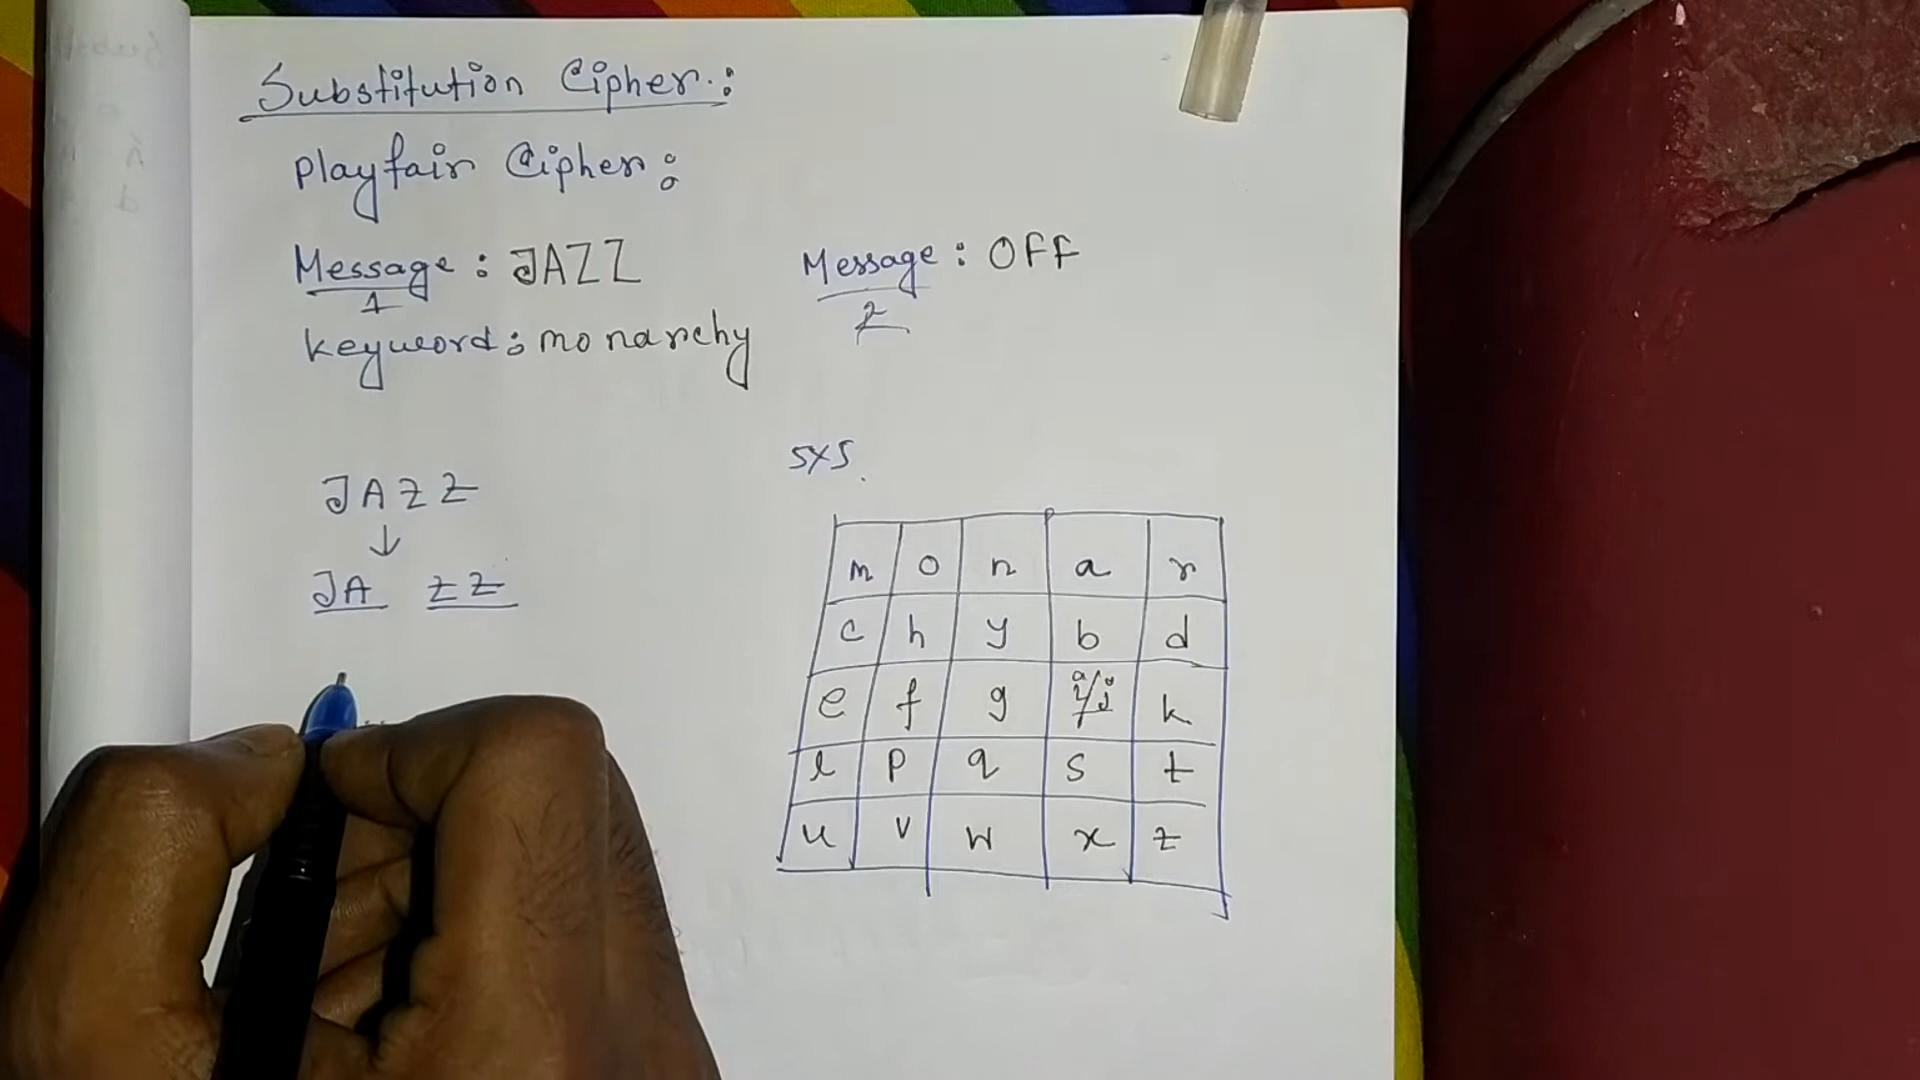 Substitution Cipher:
Playfair Cipher:
Message: JAZZ
1
Message: OFF
2
keyword: monarchy
JAZZ
↓
JA ZZ
5x5
m o n a r
c h y b d
e f g i/j k
l p q s t
u v w x z